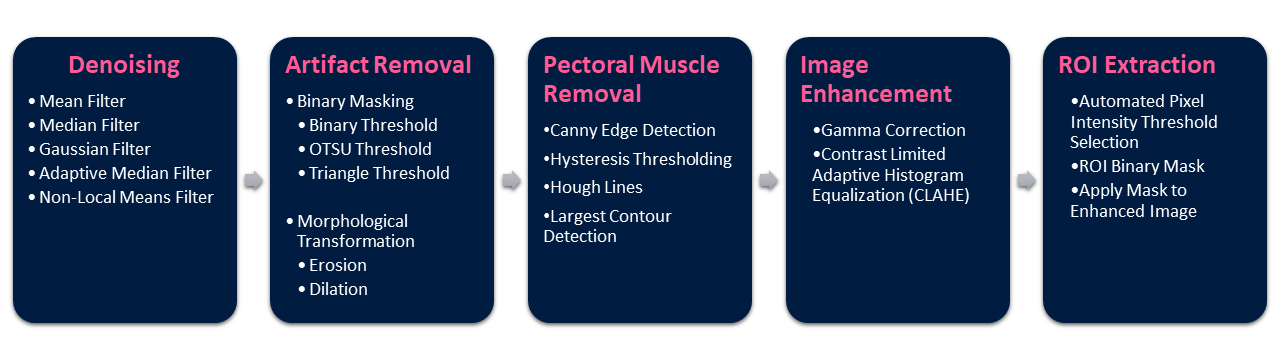 Denoising
• Mean Filter
• Median Filter
• Gaussian Filter
• Adaptive Median Filter
• Non-Local Means Filter
Artifact Removal
• Binary Masking
• Binary Threshold
• OTSU Threshold
• Triangle Threshold
• Morphological
Transformation
• Erosion
• Dilation
Pectoral Muscle
Removal
•Canny Edge Detection
•Hysteresis Thresholding
•Hough Lines
•Largest Contour
Detection
Image
Enhancement
•Gamma Correction
•Contrast Limited
Adaptive Histogram
Equalization (CLAHE)
ROI Extraction
•Automated Pixel
Intensity Threshold
Selection
•ROI Binary Mask
•Apply Mask to
Enhanced Image